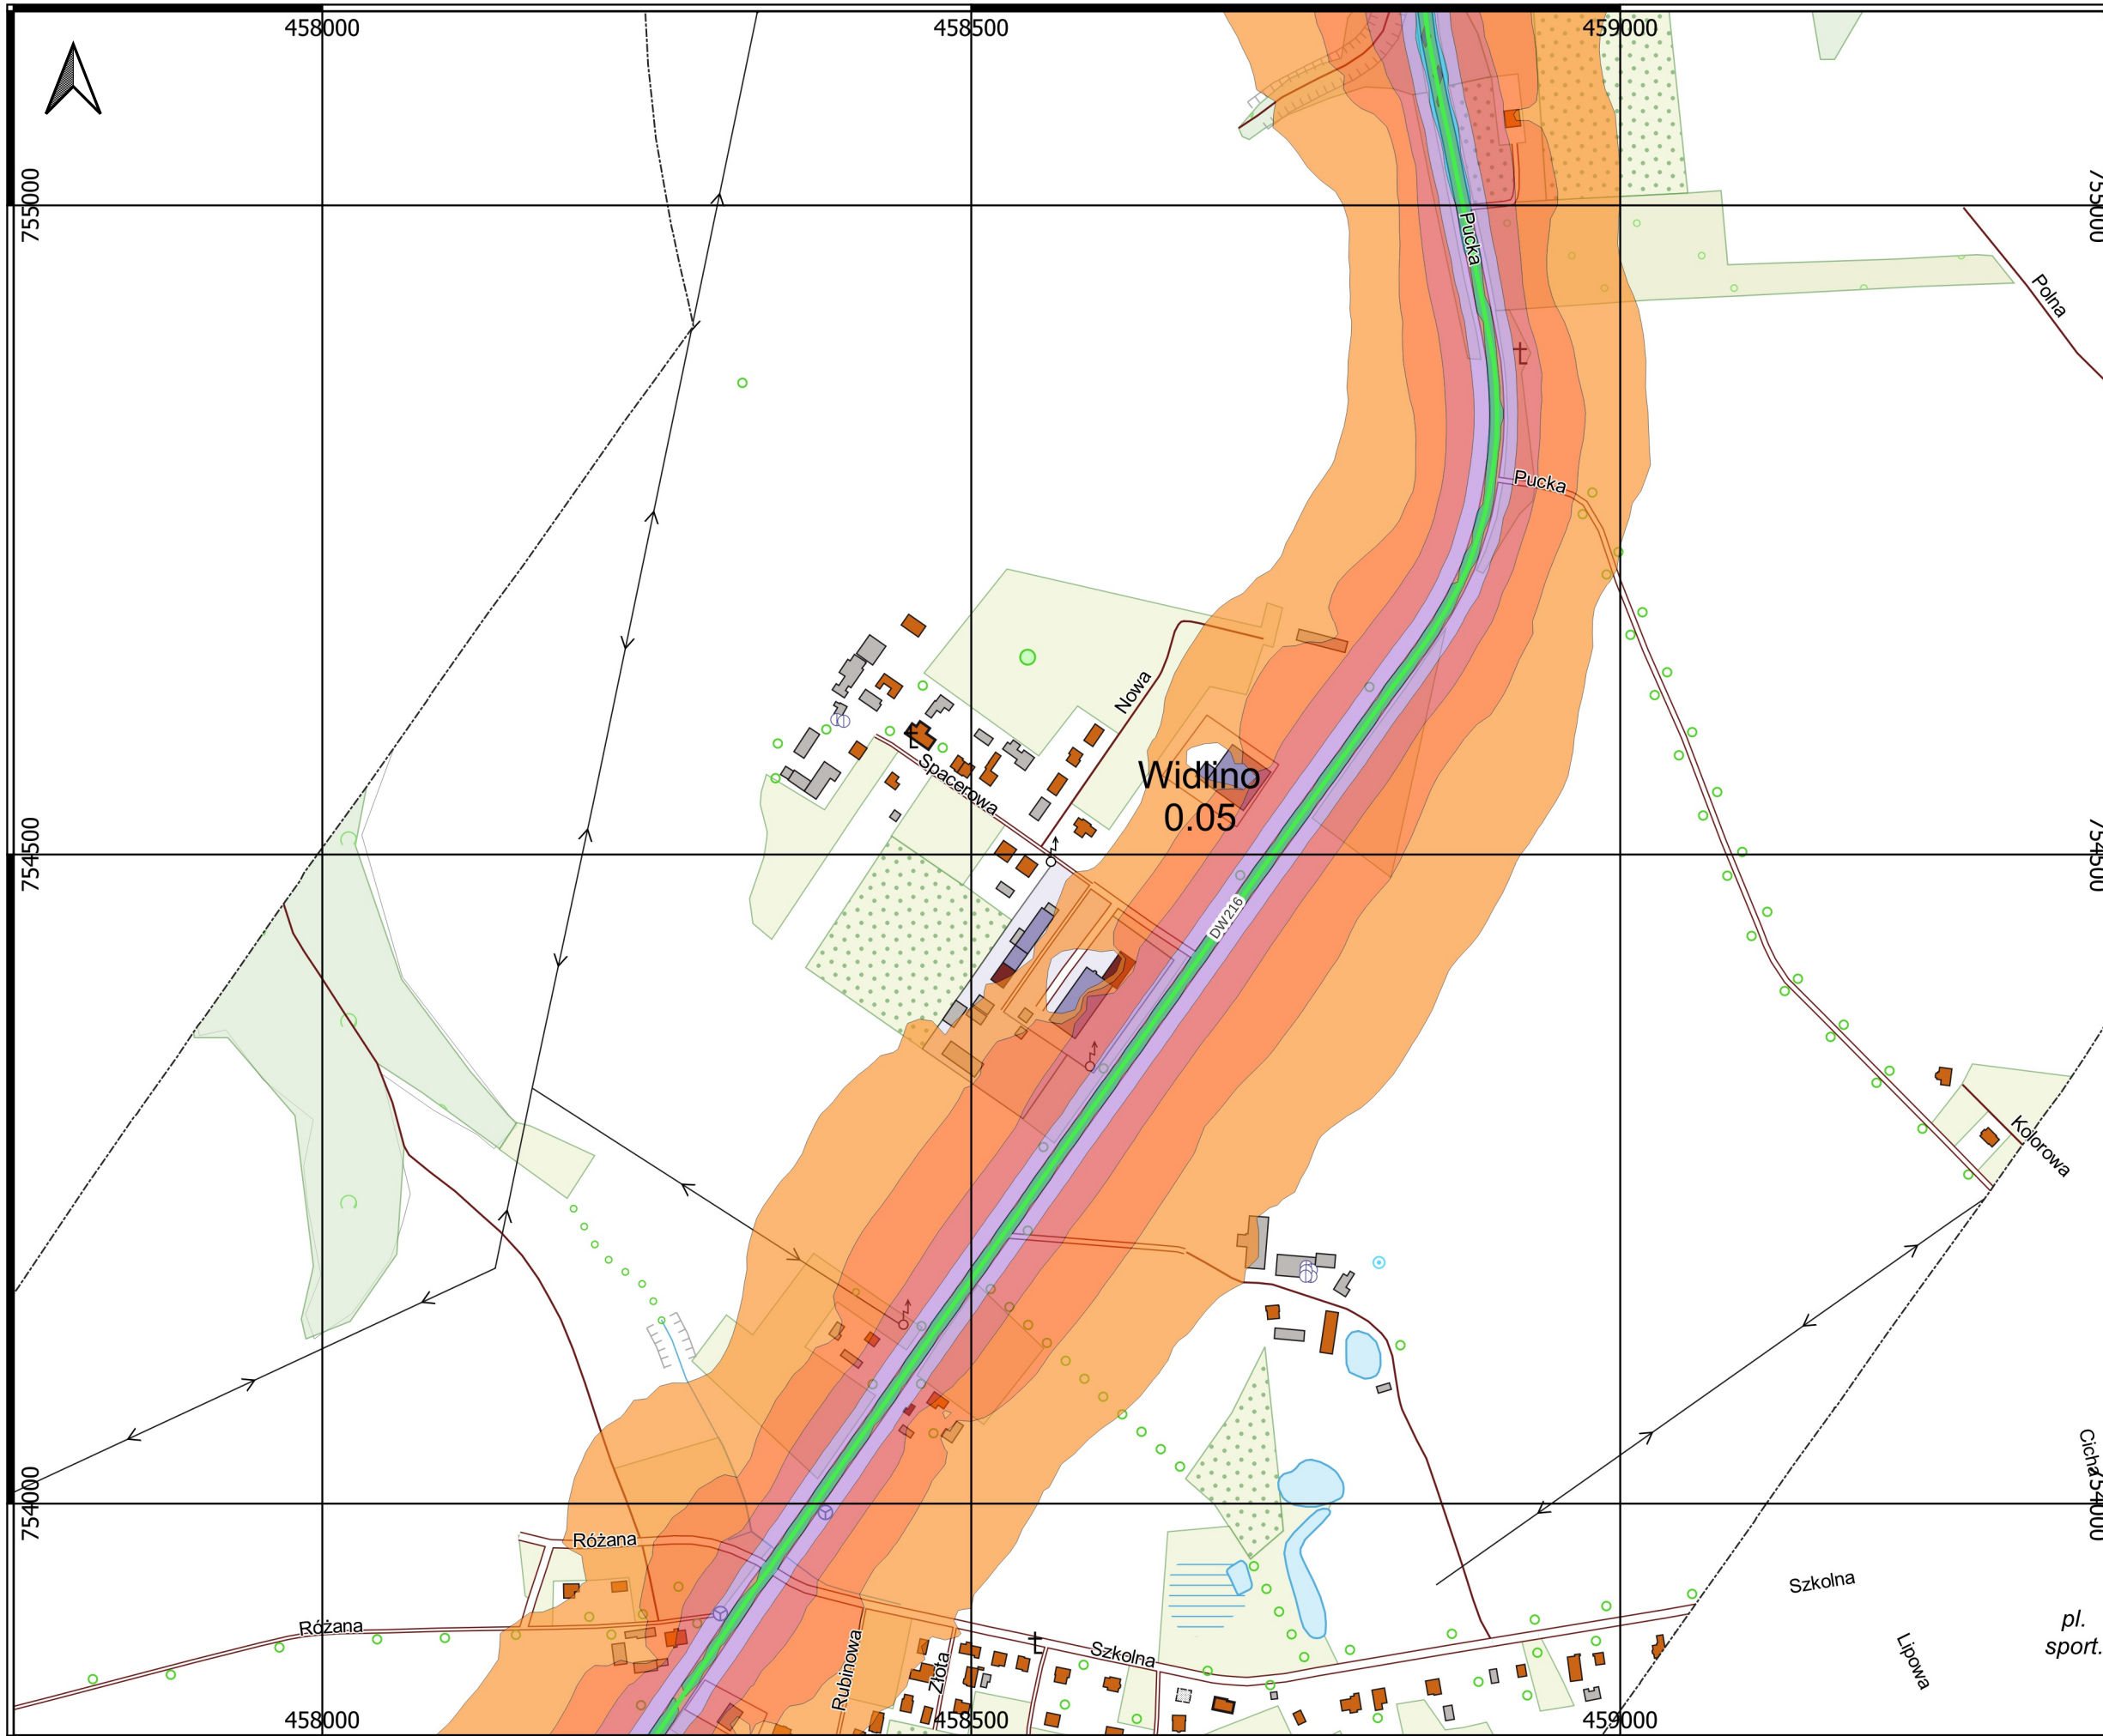 458000
458500
459000
755000
755000
Pucka
Polna
Pucka
Nowa
Widlino
0.05
Spacerowa
754500
754500
DW216
Kolorowa
Cicha
754000
754000
Różana
Szkolna
Różana
Rubinowa
Złota
Szkolna
Lipowa
pl.
sport.
458000
458500
459000